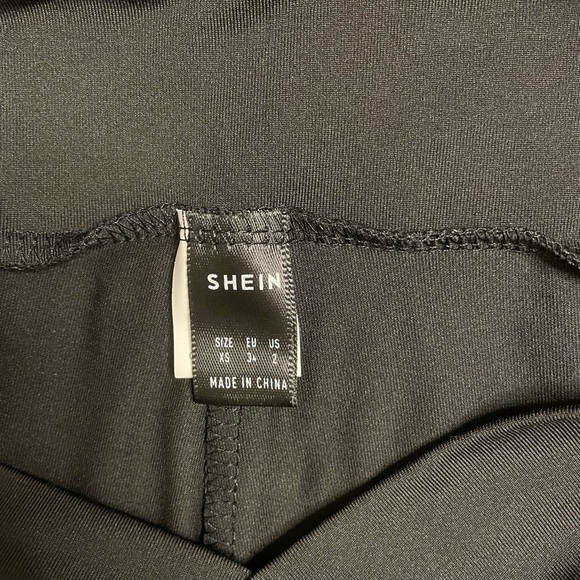 SHEIN
SIZE EU US
XS 34 2
MADE IN CHINA